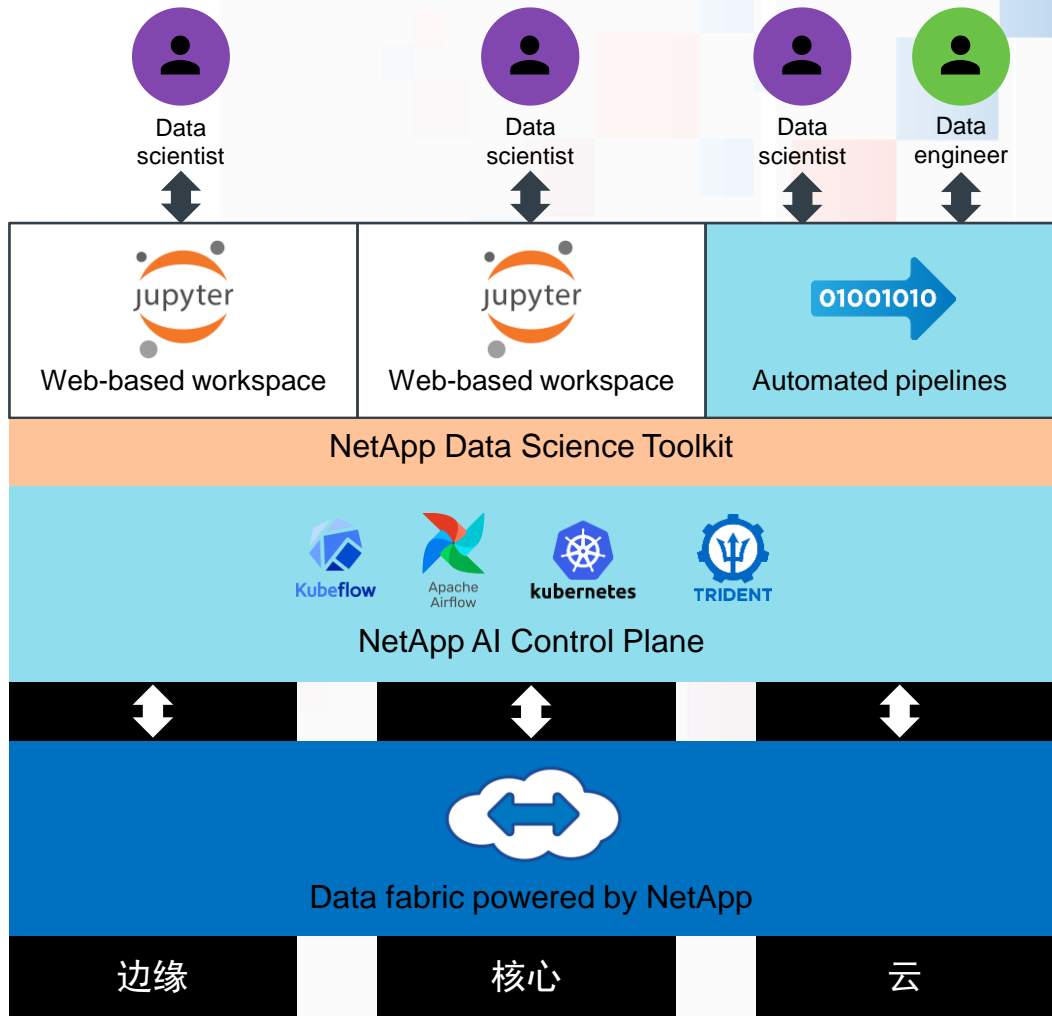 Data
scientist
Data
scientist
Data
scientist
Data
engineer
jupyter
Web-based workspace
jupyter
Web-based workspace
01001010
Automated pipelines
NetApp Data Science Toolkit
Kubeflow
Apache
Airflow
kubernetes
TRIDENT
NetApp AI Control Plane
Data fabric powered by NetApp
边缘
核心
云